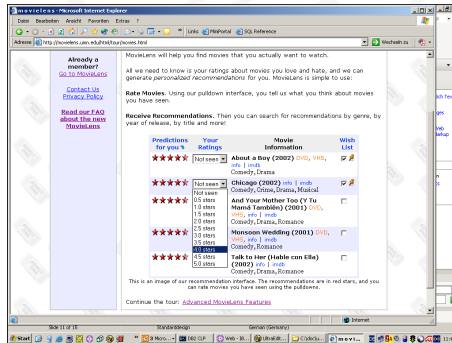 movielens - Microsoft Internet Explorer
Datei Bearbeiten Ansicht Favoriten Extras ?
Links MinPortal SQL Reference
Adresse http://movielens.umn.edu/html/tour/movies.html Wechseln zu
Already a
member?
Go to MovieLens
Contact Us
Privacy Policy
Read our FAQ
about the new
MovieLens
MovieLens will help you find movies that you actually want to watch.
All we need to know is your ratings about movies you love and hate, and we can
generate personalized recommendations for you. MovieLens is simple to use:
Rate Movies. Using our pulldown interface, you tell us what you think about movies
you have seen.
Receive Recommendations. Then you can search for recommendations by genre, by
year of release, by title and more!
Predictions for you Your Ratings Movie Information Wish List
Not seen About a Boy (2002) DVD, VHS,
info | imdb
Comedy, Drama
Not seen Chicago (2002) info | imdb
Comedy, Crime, Drama, Musical
Not seen
0.5 stars
1.0 stars
1.5 stars
2.0 stars
2.5 stars
3.0 stars
3.5 stars
4.0 stars
4.5 stars
5.0 stars
And Your Mother Too (Y Tu
Mamá También) (2001) DVD,
VHS, info | imdb
Comedy, Drama, Romance
Monsoon Wedding (2001) DVD,
VHS, info | imdb
Comedy, Romance
Talk to Her (Hable con Ella)
(2002) info | imdb
Comedy, Drama, Romance
This is an image of our recommendation interface. The recommendations are in red stars, and you
can rate movies you have seen using the pulldowns.
Continue the tour: Advanced MovieLens Features
Internet
Slide 11 of 15 Standarddesign German (Germany)
Start DB2 CLP Web - IB... UltraEdit... C:\docu... movi...